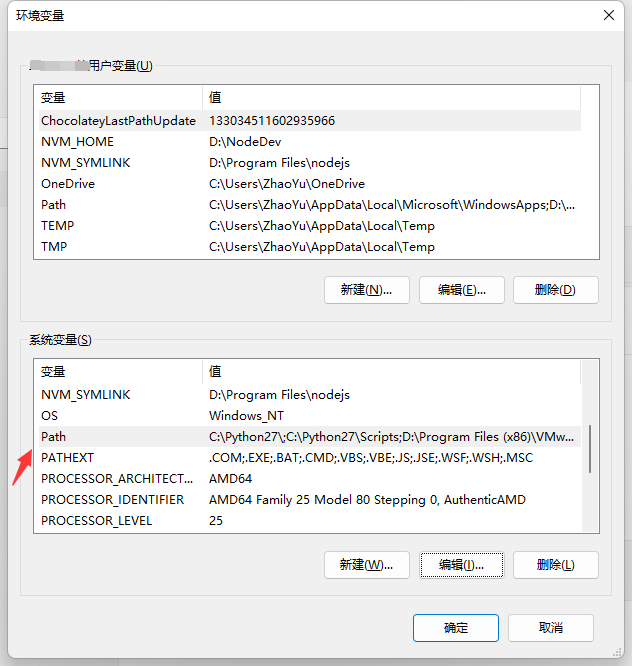 环境变量
用户变量(U)
变量 值
ChocolateyLastPathUpdate 133034511602935966
NVM_HOME D:\NodeDev
NVM_SYMLINK D:\Program Files\nodejs
OneDrive C:\Users\ZhaoYu\OneDrive
Path C:\Users\ZhaoYu\AppData\Local\Microsoft\WindowsApps;D:\...
TEMP C:\Users\ZhaoYu\AppData\Local\Temp
TMP C:\Users\ZhaoYu\AppData\Local\Temp
新建(N)... 编辑(E)... 删除(D)
系统变量(S)
变量 值
NVM_SYMLINK D:\Program Files\nodejs
OS Windows_NT
Path C:\Python27\;C:\Python27\Scripts;D:\Program Files (x86)\VMw...
PATHEXT .COM;.EXE;.BAT;.CMD;.VBS;.VBE;.JS;.JSE;.WSF;.WSH;.MSC
PROCESSOR_ARCHITECT... AMD64
PROCESSOR_IDENTIFIER AMD64 Family 25 Model 80 Stepping 0, AuthenticAMD
PROCESSOR_LEVEL 25
新建(W)... 编辑(I)... 删除(L)
确定 取消